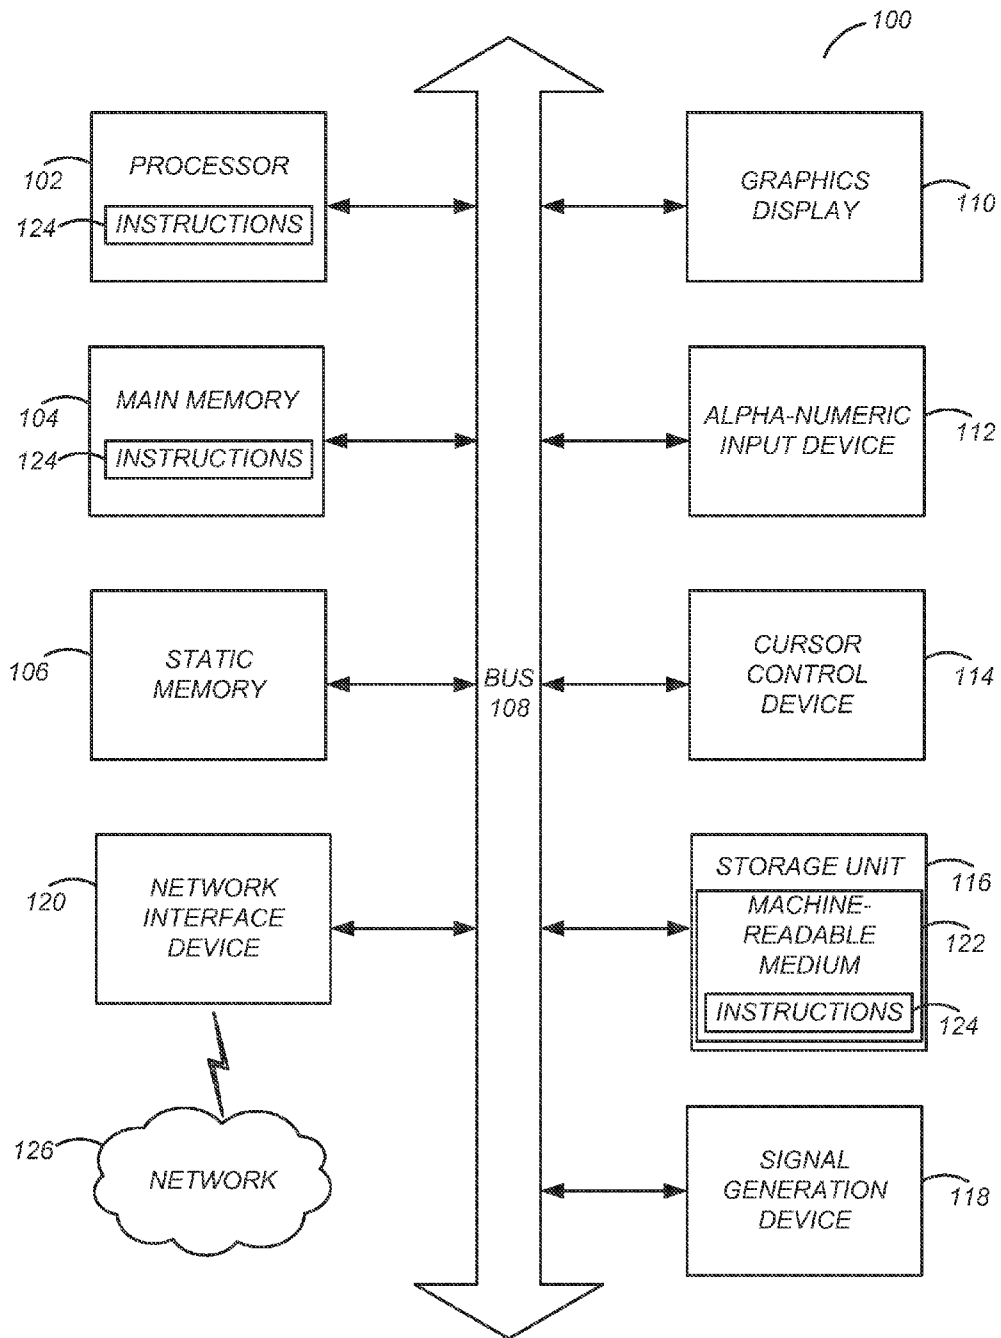 100
PROCESSOR
102
124
INSTRUCTIONS
GRAPHICS
DISPLAY
110
MAIN MEMORY
104
124
INSTRUCTIONS
ALPHA-NUMERIC
INPUT DEVICE
112
STATIC
MEMORY
106
BUS
108
CURSOR
CONTROL
DEVICE
114
NETWORK
INTERFACE
DEVICE
120
STORAGE UNIT
116
MACHINE-
READABLE
MEDIUM
122
INSTRUCTIONS
124
126
NETWORK
SIGNAL
GENERATION
DEVICE
118